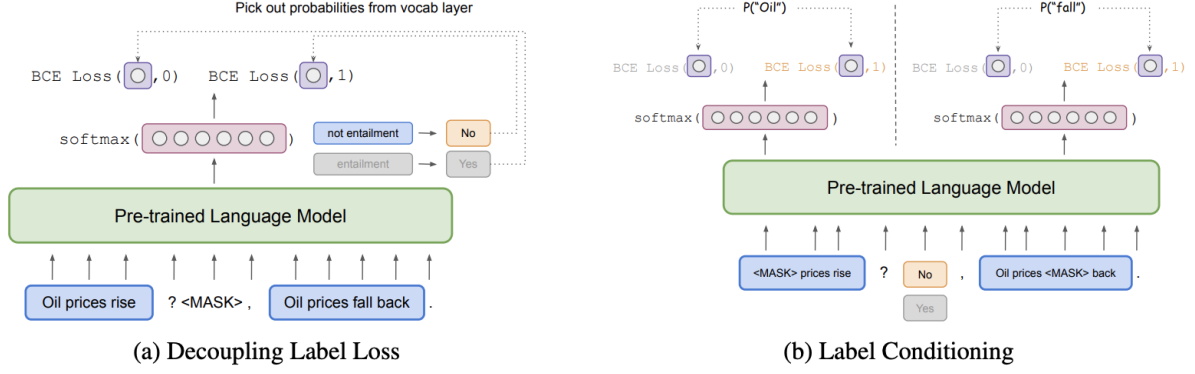 Pick out probabilities from vocab layer
BCE Loss( ,0) BCE Loss( ,1)
softmax( )
not entailment No
entailment Yes
Pre-trained Language Model
Oil prices rise ? <MASK> , Oil prices fall back .
(a) Decoupling Label Loss
P("Oil") P("fall")
BCE Loss( ,0) BCE Loss( ,1) BCE Loss( ,0) BCE Loss( ,1)
softmax( ) softmax( )
Pre-trained Language Model
<MASK> prices rise ? No , Oil prices <MASK> back .
Yes
(b) Label Conditioning